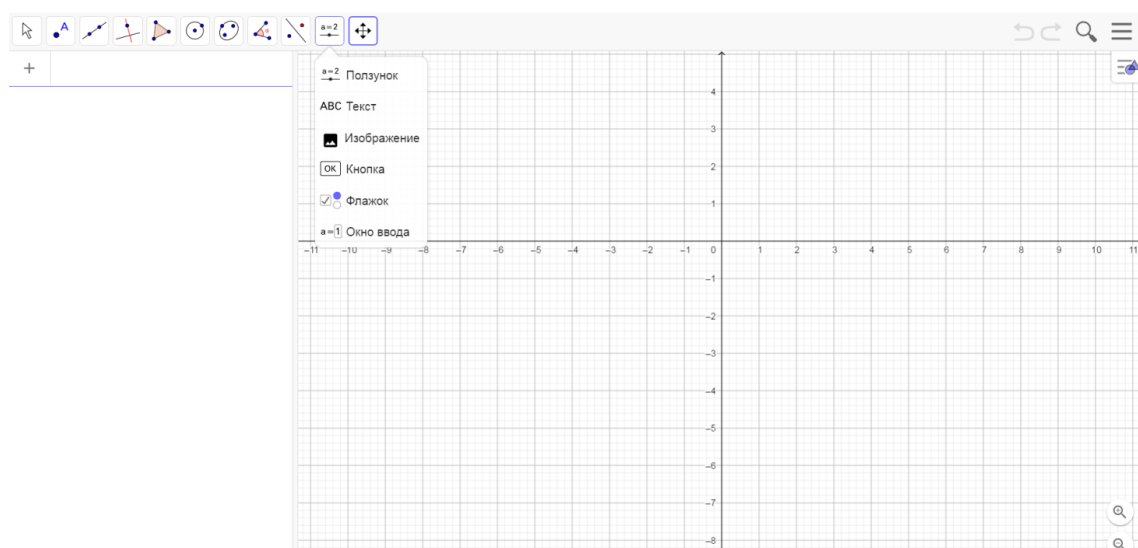 A
a=2
+
a=2 Ползунок
ABC Текст
Изображение
OK Кнопка
Флажок
a=1 Окно ввода
4
3
2
1
–11 –10 –9 –8 –7 –6 –5 –4 –3 –2 –1 0 1 2 3 4 5 6 7 8 9 10 11
–1
–2
–3
–4
–5
–6
–7
–8